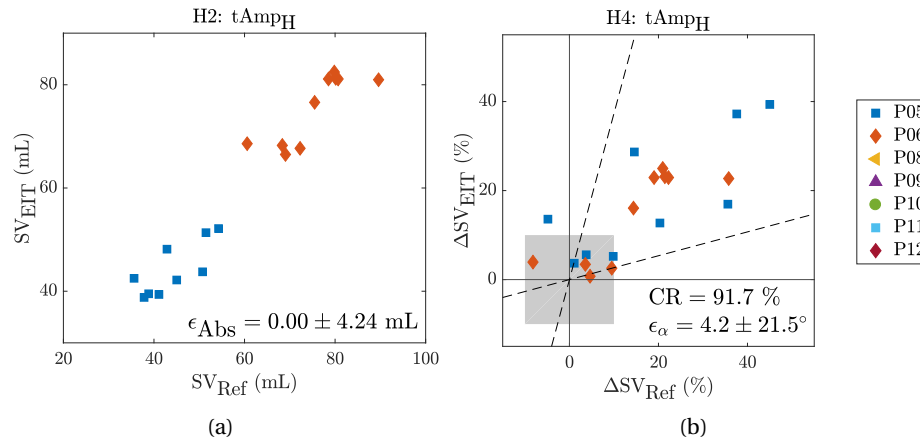 H2: tAmpH
80
60
40
SVEIT (mL)
ϵAbs = 0.00 ± 4.24 mL
20 40 60 80 100
SVRef (mL)
(a)
H4: tAmpH
40
20
0
ΔSVEIT (%)
CR = 91.7 %
ϵα = 4.2 ± 21.5°
0 20 40
ΔSVRef (%)
(b)
P05
P06
P08
P09
P10
P11
P12